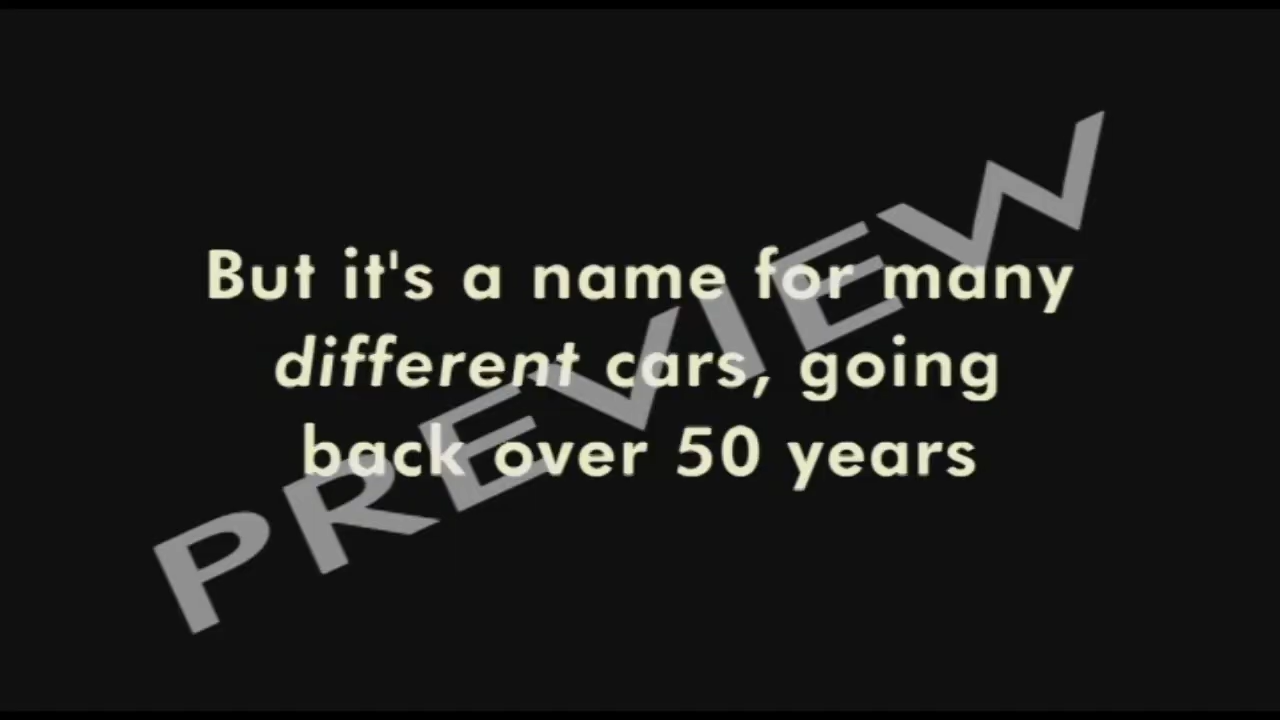 But it's a name for many
different cars, going
back over 50 years
PREVIEW